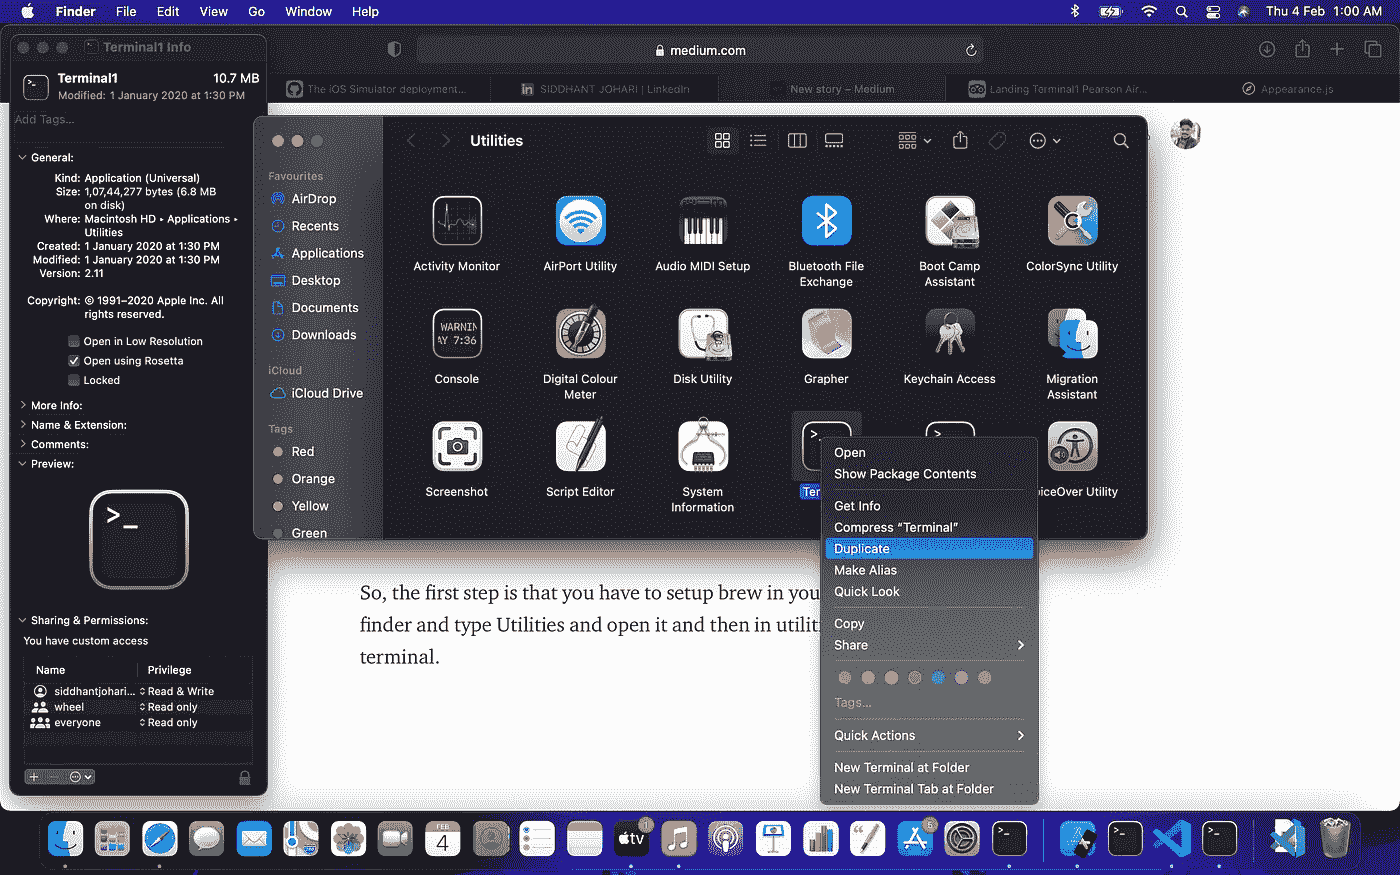 Finder File Edit View Go Window Help
Thu 4 Feb 1:00 AM
Terminal1 Info
Terminal1 10.7 MB
Modified: 1 January 2020 at 1:30 PM
Add Tags...
General:
Kind: Application (Universal)
Size: 1,07,44,277 bytes (6.8 MB
on disk)
Where: Macintosh HD ▸ Applications ▸
Utilities
Created: 1 January 2020 at 1:30 PM
Modified: 1 January 2020 at 1:30 PM
Version: 2.11
Copyright: © 1991–2020 Apple Inc. All
rights reserved.
Open in Low Resolution
Open using Rosetta
Locked
More Info:
Name & Extension:
Comments:
Preview:
>_
Sharing & Permissions:
You have custom access
Name Privilege
siddhantjohari... Read & Write
wheel Read only
everyone Read only
medium.com
The iOS Simulator deployment...
SIDDHANT JOHARI | LinkedIn
New story – Medium
Landing Terminal1 Pearson Air...
Appearance.js
Utilities
Favourites
AirDrop
Recents
Applications
Desktop
Documents
Downloads
iCloud
iCloud Drive
Tags
Red
Orange
Yellow
Green
Activity Monitor
AirPort Utility
Audio MIDI Setup
Bluetooth File
Exchange
Boot Camp
Assistant
ColorSync Utility
WARNIN
AY 7:36
Console
Digital Colour
Meter
Disk Utility
Grapher
Keychain Access
Migration
Assistant
Screenshot
Script Editor
System
Information
Ter
iceOver Utility
Open
Show Package Contents
Get Info
Compress “Terminal”
Duplicate
Make Alias
Quick Look
Copy
Share
Tags...
Quick Actions
New Terminal at Folder
New Terminal Tab at Folder
So, the first step is that you have to setup brew in you
finder and type Utilities and open it and then in utiliti
terminal.
FEB
4
tv
1
5